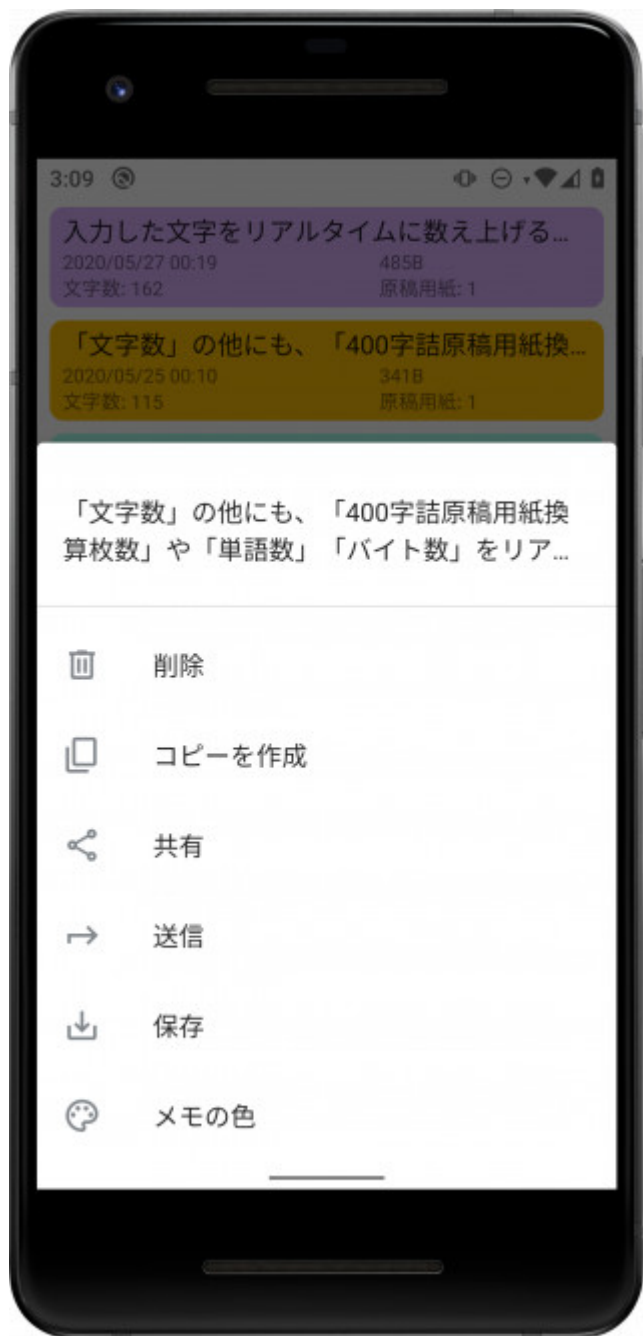 3:09
入力した文字をリアルタイムに数え上げる...
2020/05/27 00:19 485B
文字数: 162 原稿用紙: 1
「文字数」の他にも、「400字詰原稿用紙換...
2020/05/25 00:10 341B
文字数: 115 原稿用紙: 1
「文字数」の他にも、「400字詰原稿用紙換
算枚数」や「単語数」「バイト数」をリア...
削除
コピーを作成
共有
送信
保存
メモの色